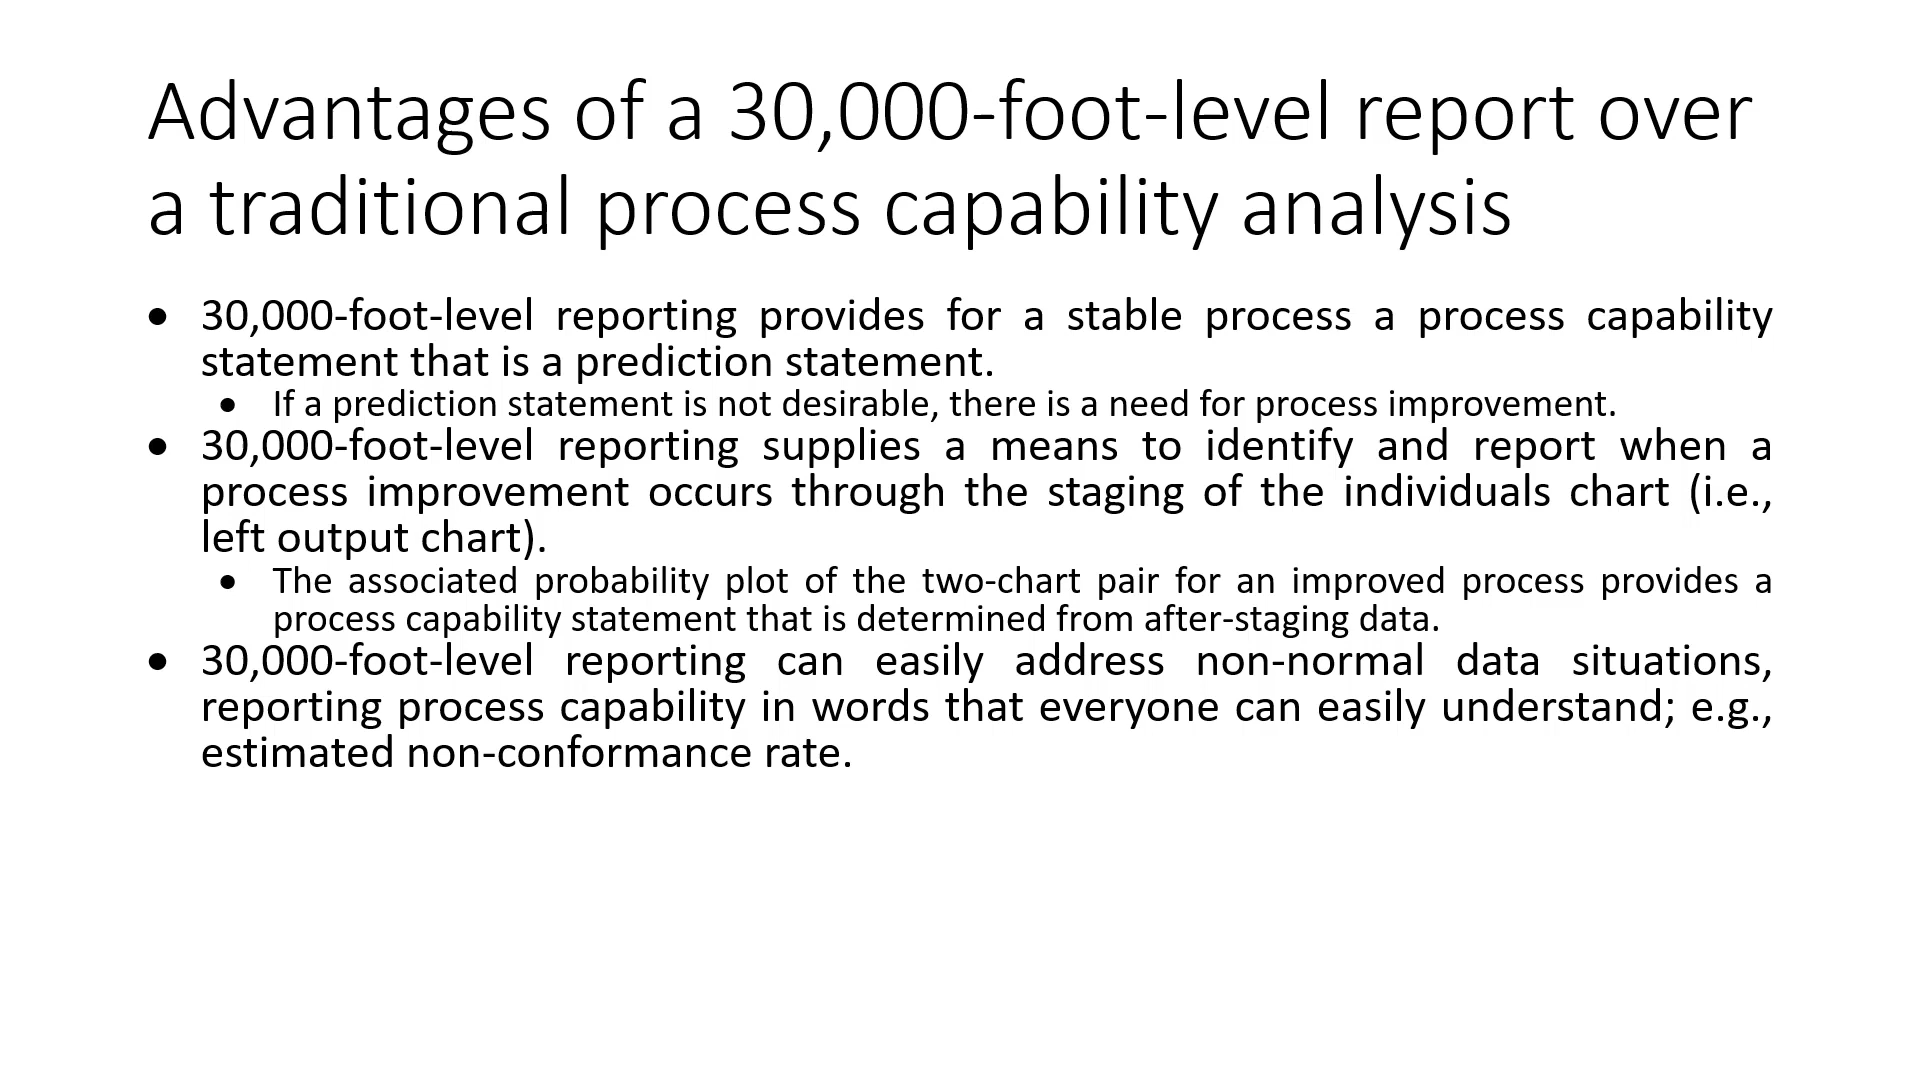 Advantages of a 30,000-foot-level report over
a traditional process capability analysis
• 30,000-foot-level reporting provides for a stable process a process capability
statement that is a prediction statement.
• If a prediction statement is not desirable, there is a need for process improvement.
• 30,000-foot-level reporting supplies a means to identify and report when a
process improvement occurs through the staging of the individuals chart (i.e.,
left output chart).
• The associated probability plot of the two-chart pair for an improved process provides a
process capability statement that is determined from after-staging data.
• 30,000-foot-level reporting can easily address non-normal data situations,
reporting process capability in words that everyone can easily understand; e.g.,
estimated non-conformance rate.